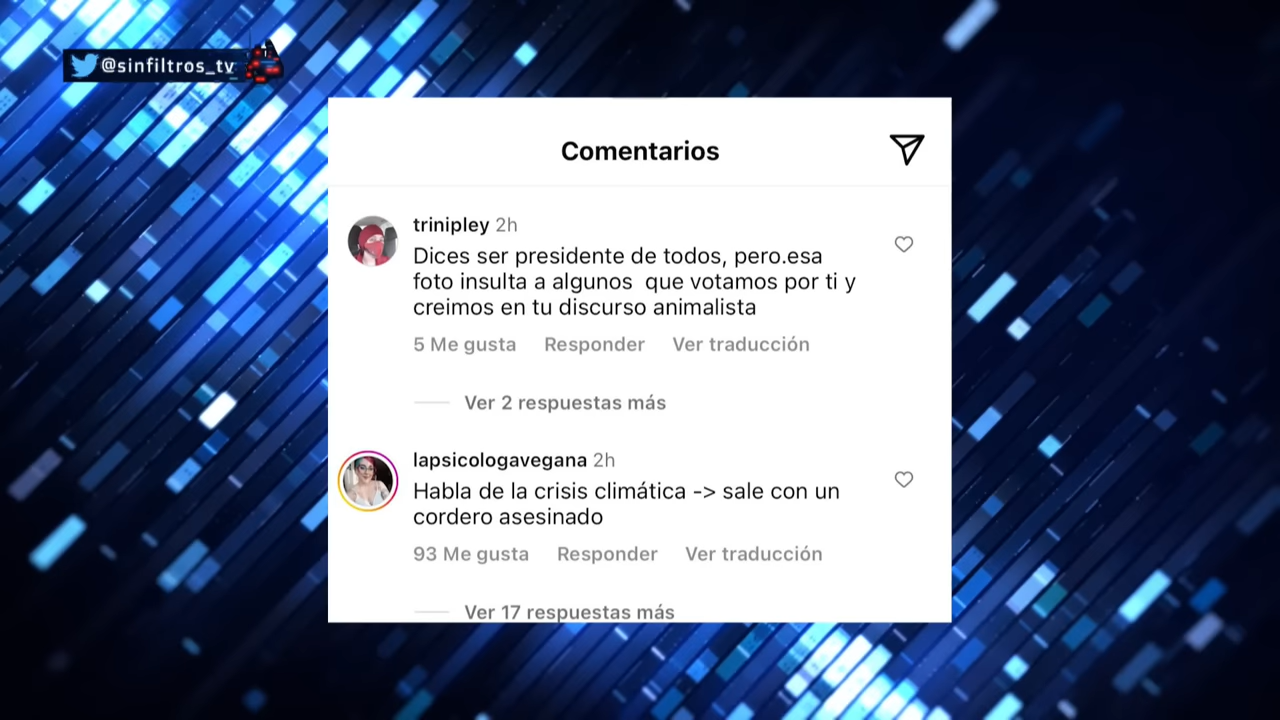 @sinfiltros_tv
Comentarios
trinipley 2h
Dices ser presidente de todos, pero.esa
foto insulta a algunos  que votamos por ti y
creimos en tu discurso animalista
5 Me gusta Responder Ver traducción
Ver 2 respuestas más
lapsicologavegana 2h
Habla de la crisis climática -> sale con un
cordero asesinado
93 Me gusta Responder Ver traducción
Ver 17 respuestas más